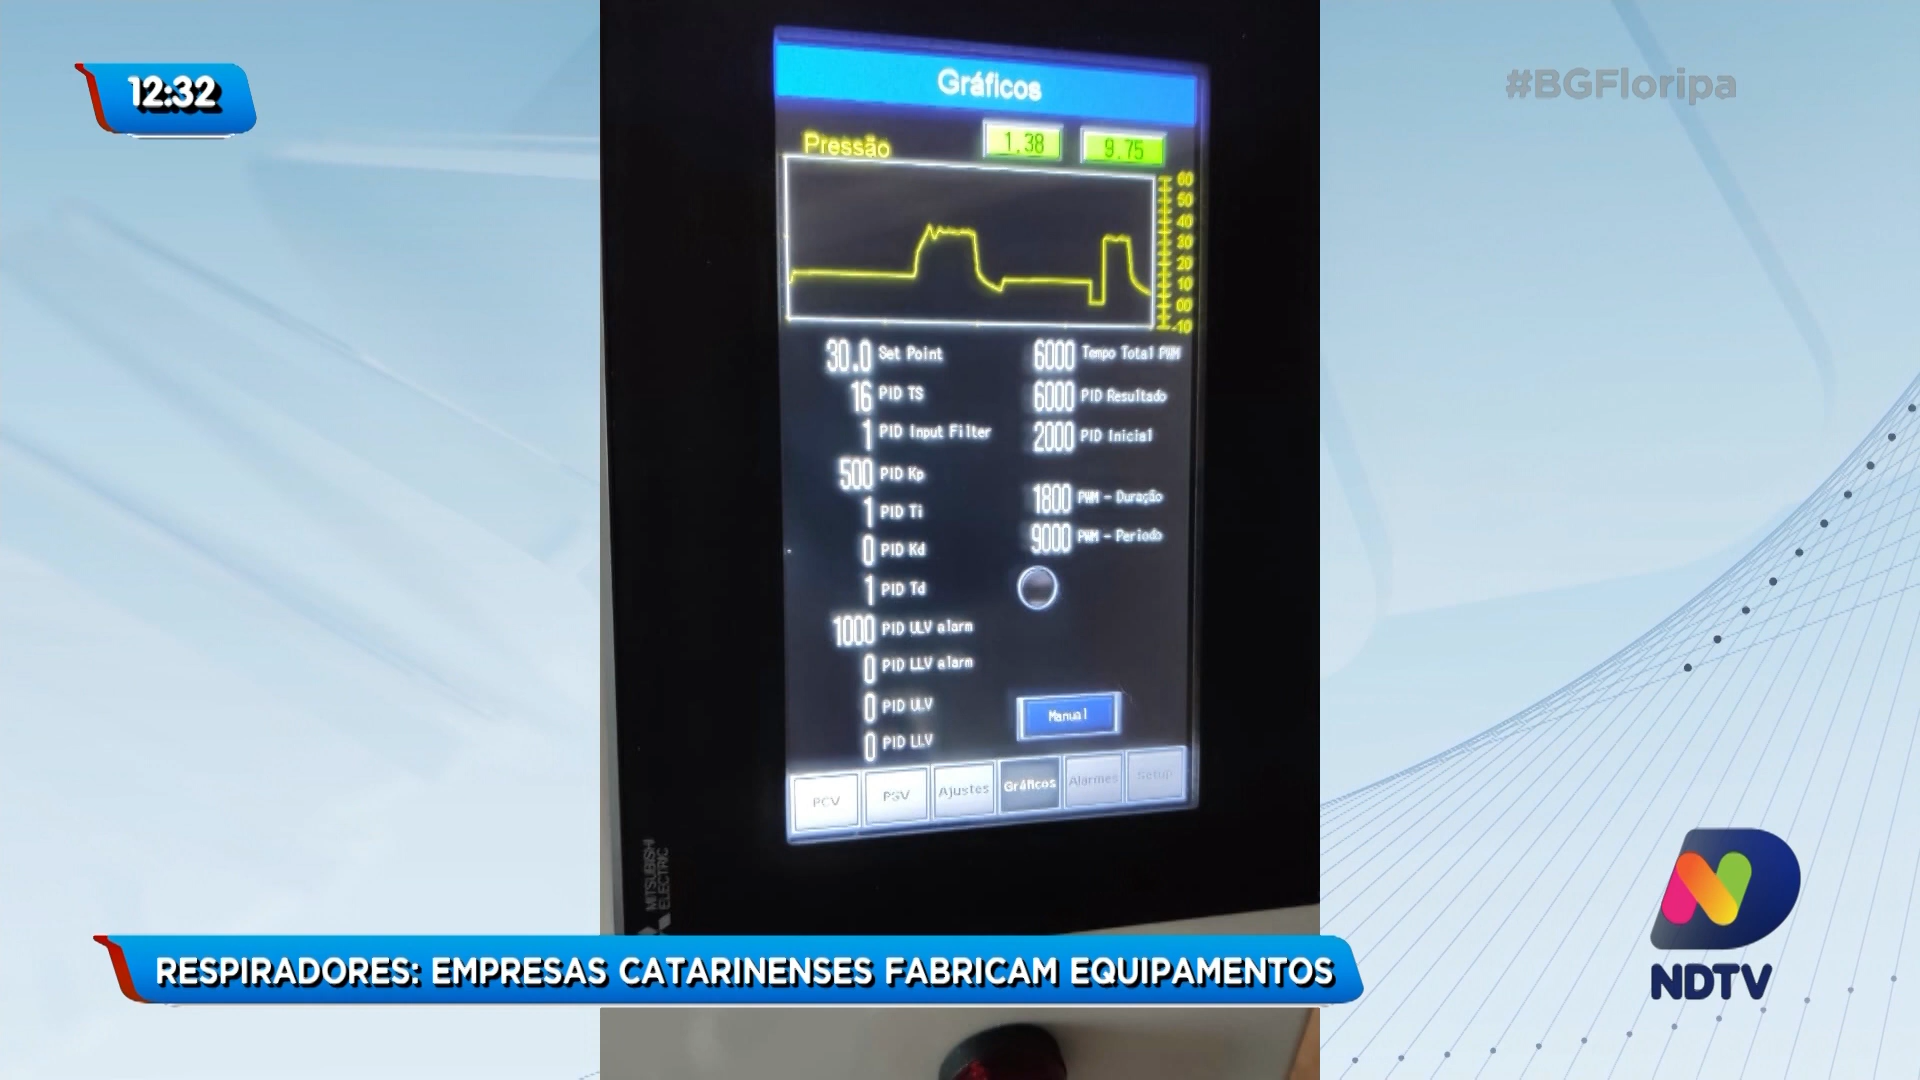 12:32
#BGFloripa
Gráficos
Pressão
1.38
9.75
60
50
40
30
20
10
00
-10
30.0 Set Point
6000 Tempo Total PWM
16 PID TS
6000 PID Resultado
1 PID Input Filter
2000 PID Inicial
500 PID Kp
1 PID Ti
1800 PWM - Duração
0 PID Kd
9000 PWM - Periodo
1 PID Td
1000 PID ULV alarm
0 PID LLV alarm
0 PID ULV
Manual
0 PID LLV
PCV
PSV
Ajustes
Gráficos
Alarmes
Setup
MITSUBISHI
ELECTRIC
RESPIRADORES: EMPRESAS CATARINENSES FABRICAM EQUIPAMENTOS
NDTV